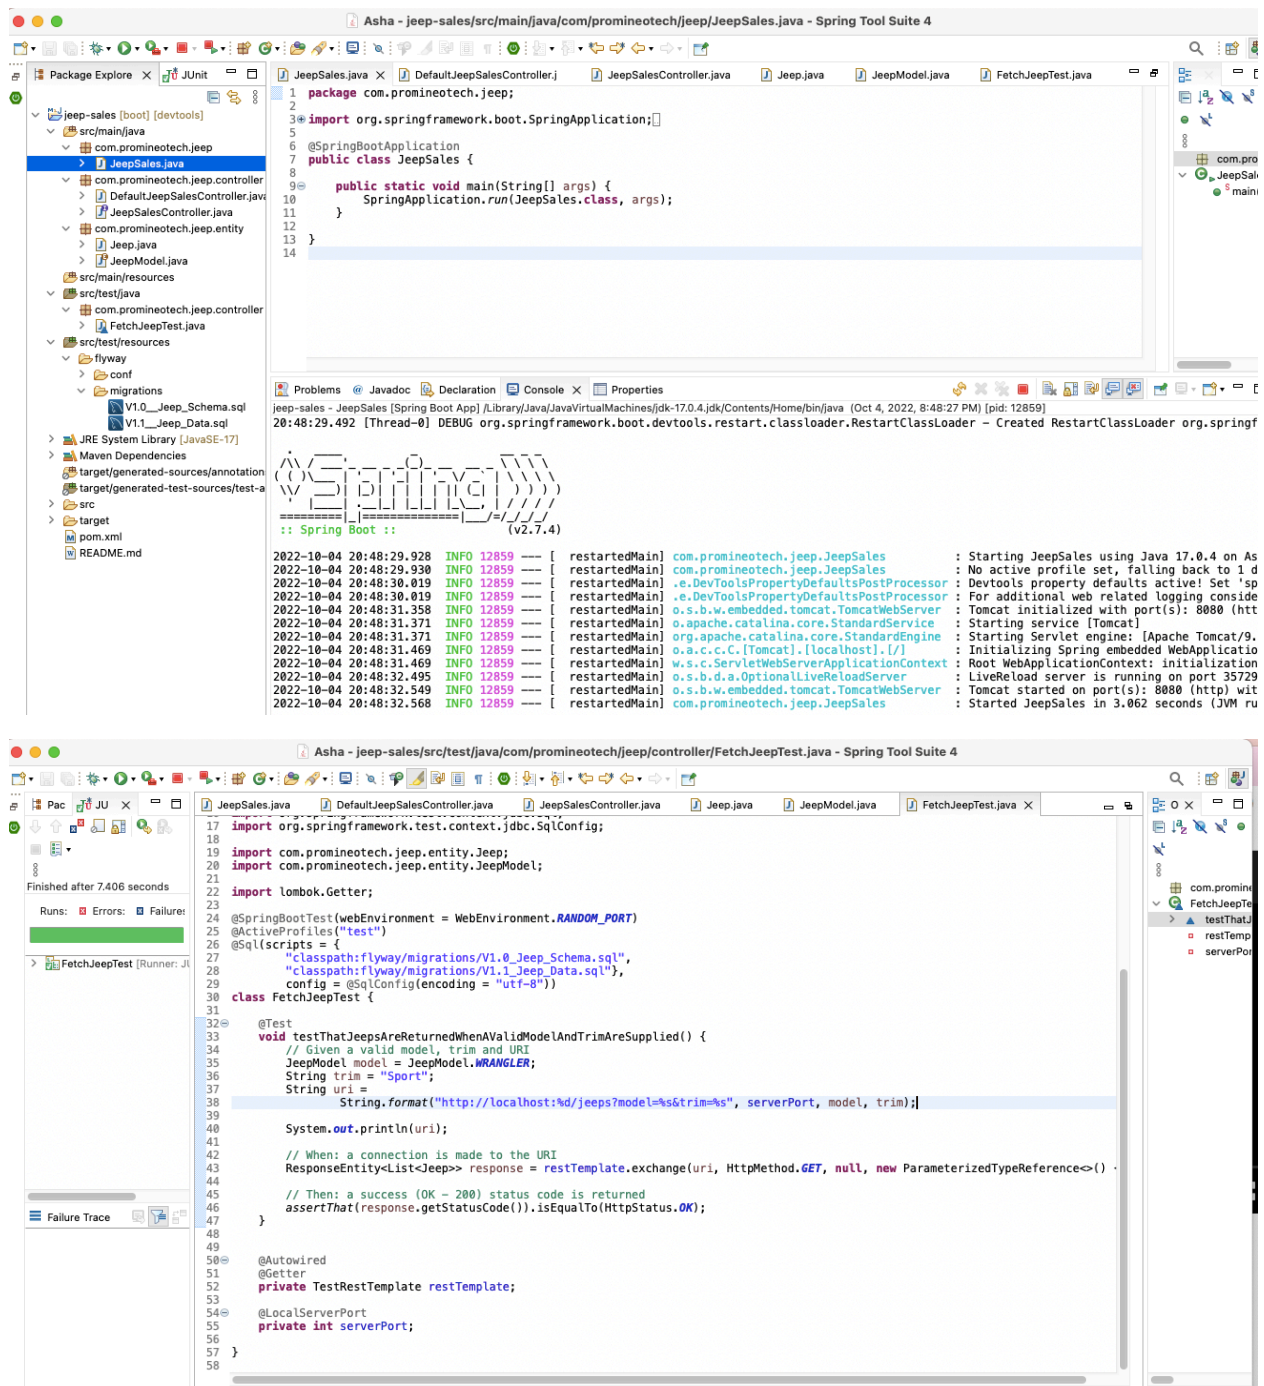 Asha - jeep-sales/src/main/java/com/promineotech/jeep/JeepSales.java - Spring Tool Suite 4
Package Explore
JUnit
jeep-sales [boot] [devtools]
src/main/java
com.promineotech.jeep
JeepSales.java
com.promineotech.jeep.controller
DefaultJeepSalesController.java
JeepSalesController.java
com.promineotech.jeep.entity
Jeep.java
JeepModel.java
src/main/resources
src/test/java
com.promineotech.jeep.controller
FetchJeepTest.java
src/test/resources
flyway
conf
migrations
V1.0__Jeep_Schema.sql
V1.1__Jeep_Data.sql
JRE System Library [JavaSE-17]
Maven Dependencies
target/generated-sources/annotation
target/generated-test-sources/test-a
src
target
pom.xml
README.md
JeepSales.java
DefaultJeepSalesController.j
JeepSalesController.java
Jeep.java
JeepModel.java
FetchJeepTest.java
1 package com.promineotech.jeep;
2
3 import org.springframework.boot.SpringApplication;
5
6 @SpringBootApplication
7 public class JeepSales {
8
9 public static void main(String[] args) {
10 SpringApplication.run(JeepSales.class, args);
11 }
12
13 }
14
com.pro
JeepSal
main(
Problems @ Javadoc Declaration Console Properties
jeep-sales - JeepSales [Spring Boot App] /Library/Java/JavaVirtualMachines/jdk-17.0.4.jdk/Contents/Home/bin/java (Oct 4, 2022, 8:48:27 PM) [pid: 12859]
20:48:29.492 [Thread-0] DEBUG org.springframework.boot.devtools.restart.classloader.RestartClassLoader - Created RestartClassLoader org.springf
:: Spring Boot :: (v2.7.4)
2022-10-04 20:48:29.928 INFO 12859 --- [ restartedMain] com.promineotech.jeep.JeepSales : Starting JeepSales using Java 17.0.4 on As
2022-10-04 20:48:29.930 INFO 12859 --- [ restartedMain] com.promineotech.jeep.JeepSales : No active profile set, falling back to 1 d
2022-10-04 20:48:30.019 INFO 12859 --- [ restartedMain] .e.DevToolsPropertyDefaultsPostProcessor : Devtools property defaults active! Set 'sp
2022-10-04 20:48:30.019 INFO 12859 --- [ restartedMain] .e.DevToolsPropertyDefaultsPostProcessor : For additional web related logging conside
2022-10-04 20:48:31.358 INFO 12859 --- [ restartedMain] o.s.b.w.embedded.tomcat.TomcatWebServer : Tomcat initialized with port(s): 8080 (htt
2022-10-04 20:48:31.371 INFO 12859 --- [ restartedMain] o.apache.catalina.core.StandardService : Starting service [Tomcat]
2022-10-04 20:48:31.371 INFO 12859 --- [ restartedMain] org.apache.catalina.core.StandardEngine : Starting Servlet engine: [Apache Tomcat/9.
2022-10-04 20:48:31.469 INFO 12859 --- [ restartedMain] o.a.c.c.C.[Tomcat].[localhost].[/] : Initializing Spring embedded WebApplicatio
2022-10-04 20:48:31.469 INFO 12859 --- [ restartedMain] w.s.c.ServletWebServerApplicationContext : Root WebApplicationContext: initialization
2022-10-04 20:48:32.495 INFO 12859 --- [ restartedMain] o.s.b.d.a.OptionalLiveReloadServer : LiveReload server is running on port 35729
2022-10-04 20:48:32.549 INFO 12859 --- [ restartedMain] o.s.b.w.embedded.tomcat.TomcatWebServer : Tomcat started on port(s): 8080 (http) wit
2022-10-04 20:48:32.568 INFO 12859 --- [ restartedMain] com.promineotech.jeep.JeepSales : Started JeepSales in 3.062 seconds (JVM ru
Asha - jeep-sales/src/test/java/com/promineotech/jeep/controller/FetchJeepTest.java - Spring Tool Suite 4
Pac JU
Finished after 7.406 seconds
Runs: Errors: Failures
FetchJeepTest [Runner: JU
Failure Trace
JeepSales.java
DefaultJeepSalesController.java
JeepSalesController.java
Jeep.java
JeepModel.java
FetchJeepTest.java
17 import org.springframework.test.context.jdbc.SqlConfig;
18
19 import com.promineotech.jeep.entity.Jeep;
20 import com.promineotech.jeep.entity.JeepModel;
21
22 import lombok.Getter;
23
24 @SpringBootTest(webEnvironment = WebEnvironment.RANDOM_PORT)
25 @ActiveProfiles("test")
26 @Sql(scripts = {
27 "classpath:flyway/migrations/V1.0_Jeep_Schema.sql",
28 "classpath:flyway/migrations/V1.1_Jeep_Data.sql"},
29 config = @SqlConfig(encoding = "utf-8"))
30 class FetchJeepTest {
31
32 @Test
33 void testThatJeepsAreReturnedWhenAValidModelAndTrimAreSupplied() {
34 // Given a valid model, trim and URI
35 JeepModel model = JeepModel.WRANGLER;
36 String trim = "Sport";
37 String uri =
38 String.format("http://localhost:%d/jeeps?model=%s&trim=%s", serverPort, model, trim);
39
40 System.out.println(uri);
41
42 // When: a connection is made to the URI
43 ResponseEntity<List<Jeep>> response = restTemplate.exchange(uri, HttpMethod.GET, null, new ParameterizedTypeReference<>()
44
45 // Then: a success (OK - 200) status code is returned
46 assertThat(response.getStatusCode()).isEqualTo(HttpStatus.OK);
47 }
48
49
50 @Autowired
51 @Getter
52 private TestRestTemplate restTemplate;
53
54 @LocalServerPort
55 private int serverPort;
56
57 }
58
O
com.promine
FetchJeepTe
testThatJ
restTemp
serverPor